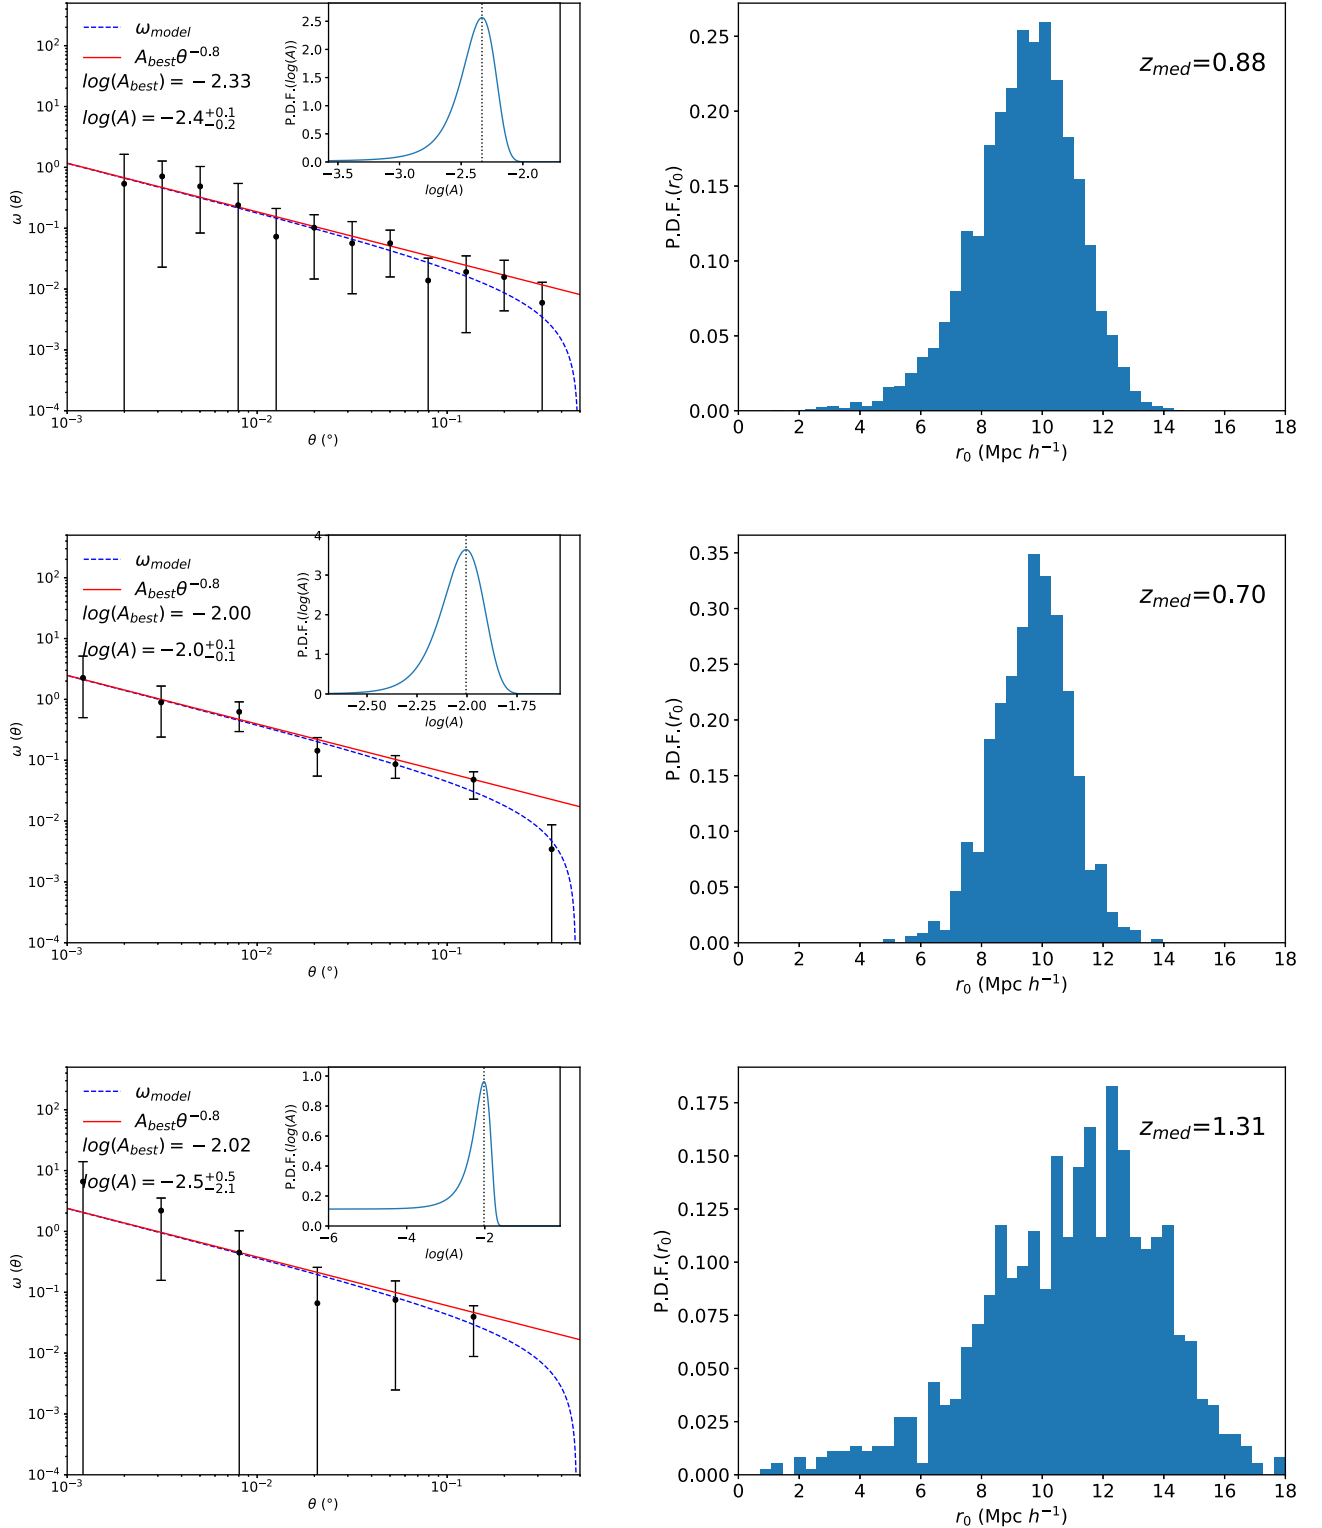 ω_model
A_bestθ^−0.8
log(A_best) = −2.33
log(A) = −2.4^+0.1_−0.2
10^2
10^1
10^0
10^−1
10^−2
10^−3
10^−4
ω (θ)
10^−3
10^−2
10^−1
θ (°)
2.5
2.0
1.5
1.0
0.5
0.0
P.D.F.(log(A))
−3.5
−3.0
−2.5
−2.0
log(A)
z_med=0.88
0.25
0.20
0.15
0.10
0.05
0.00
P.D.F.(r_0)
0 2 4 6 8 10 12 14 16 18
r_0 (Mpc h^−1)
ω_model
A_bestθ^−0.8
log(A_best) = −2.00
log(A) = −2.0^+0.1_−0.1
10^2
10^1
10^0
10^−1
10^−2
10^−3
10^−4
ω (θ)
10^−3
10^−2
10^−1
θ (°)
4
3
2
1
0
P.D.F.(log(A))
−2.50
−2.25
−2.00
−1.75
log(A)
z_med=0.70
0.35
0.30
0.25
0.20
0.15
0.10
0.05
0.00
P.D.F.(r_0)
0 2 4 6 8 10 12 14 16 18
r_0 (Mpc h^−1)
ω_model
A_bestθ^−0.8
log(A_best) = −2.02
log(A) = −2.5^+0.5_−2.1
10^2
10^1
10^0
10^−1
10^−2
10^−3
10^−4
ω (θ)
10^−3
10^−2
10^−1
θ (°)
1.0
0.8
0.6
0.4
0.2
0.0
P.D.F.(log(A))
−6
−4
−2
log(A)
z_med=1.31
0.175
0.150
0.125
0.100
0.075
0.050
0.025
0.000
P.D.F.(r_0)
0 2 4 6 8 10 12 14 16 18
r_0 (Mpc h^−1)